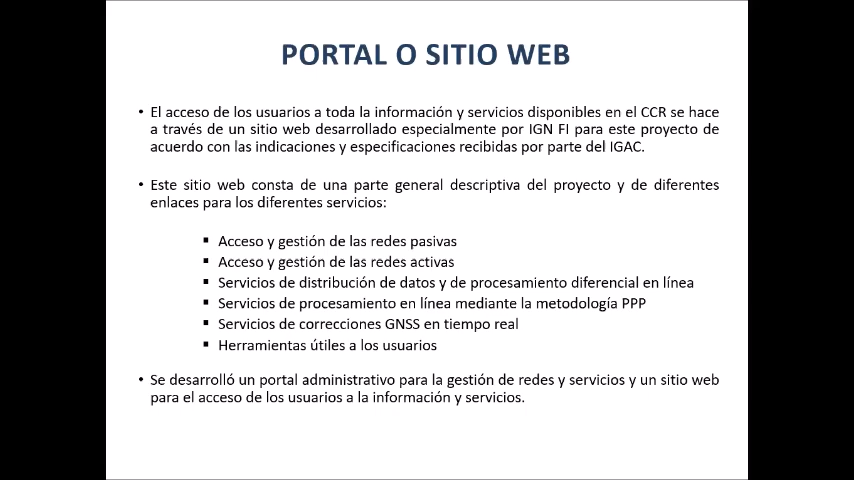 PORTAL O SITIO WEB
• El acceso de los usuarios a toda la información y servicios disponibles en el CCR se hace
a través de un sitio web desarrollado especialmente por IGN FI para este proyecto de
acuerdo con las indicaciones y especificaciones recibidas por parte del IGAC.
• Este sitio web consta de una parte general descriptiva del proyecto y de diferentes
enlaces para los diferentes servicios:
▪ Acceso y gestión de las redes pasivas
▪ Acceso y gestión de las redes activas
▪ Servicios de distribución de datos y de procesamiento diferencial en línea
▪ Servicios de procesamiento en línea mediante la metodología PPP
▪ Servicios de correcciones GNSS en tiempo real
▪ Herramientas útiles a los usuarios
• Se desarrolló un portal administrativo para la gestión de redes y servicios y un sitio web
para el acceso de los usuarios a la información y servicios.